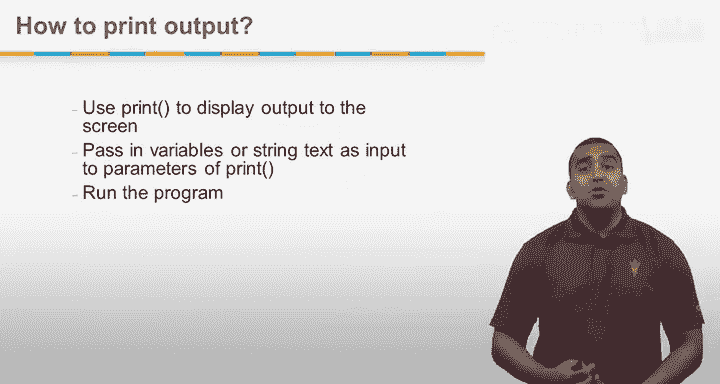 How to print output?
- Use print() to display output to the
screen
- Pass in variables or string text as input
to parameters of print()
- Run the program